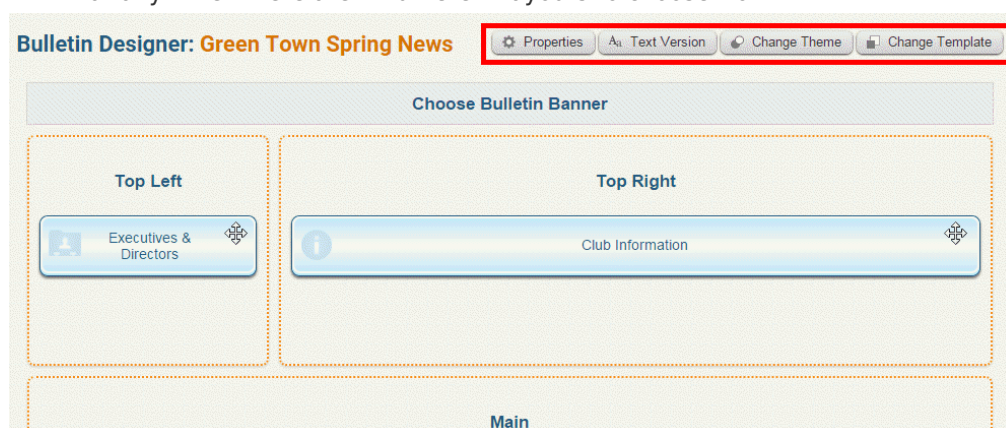 Bulletin Designer: Green Town Spring News
Properties
Text Version
Change Theme
Change Template
Choose Bulletin Banner
Top Left
Top Right
Executives &
Directors
Club Information
Main